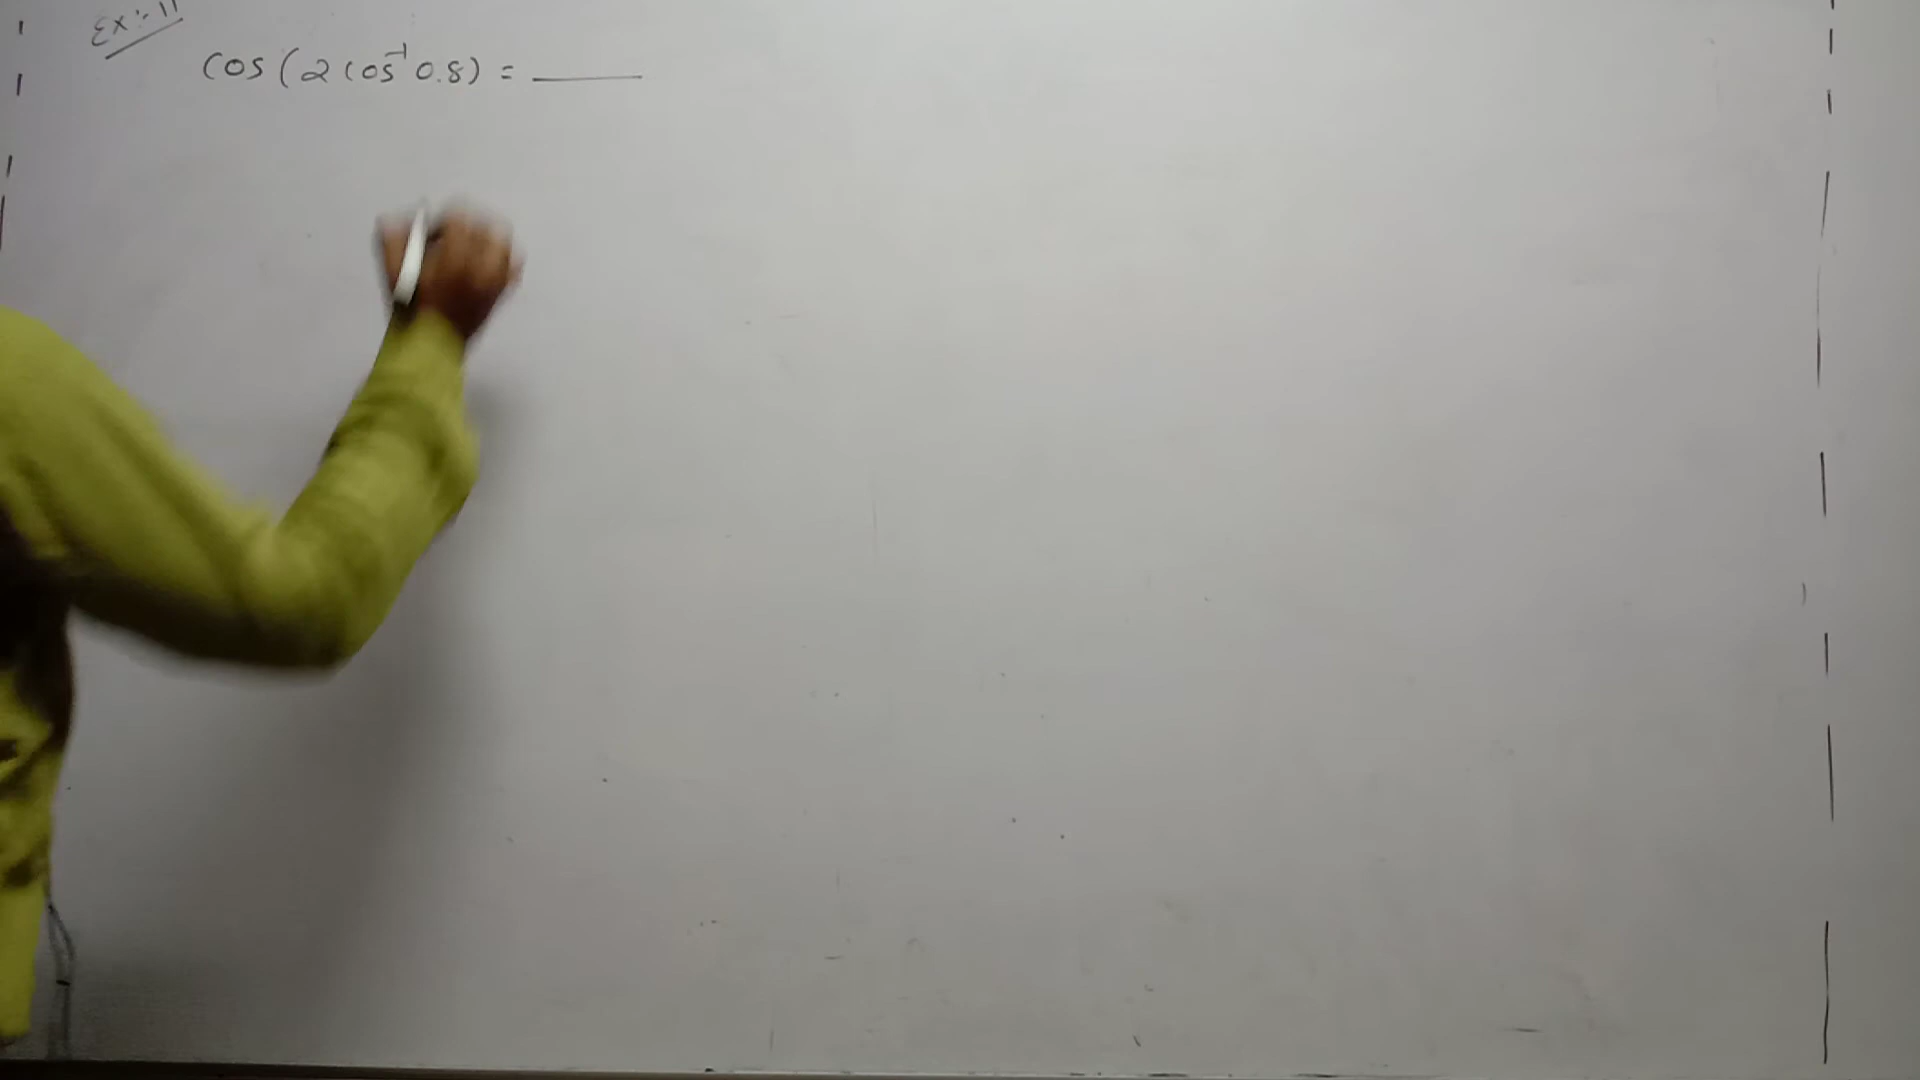 Ex:- 11
cos (2 cos⁻¹ 0.8) = ______